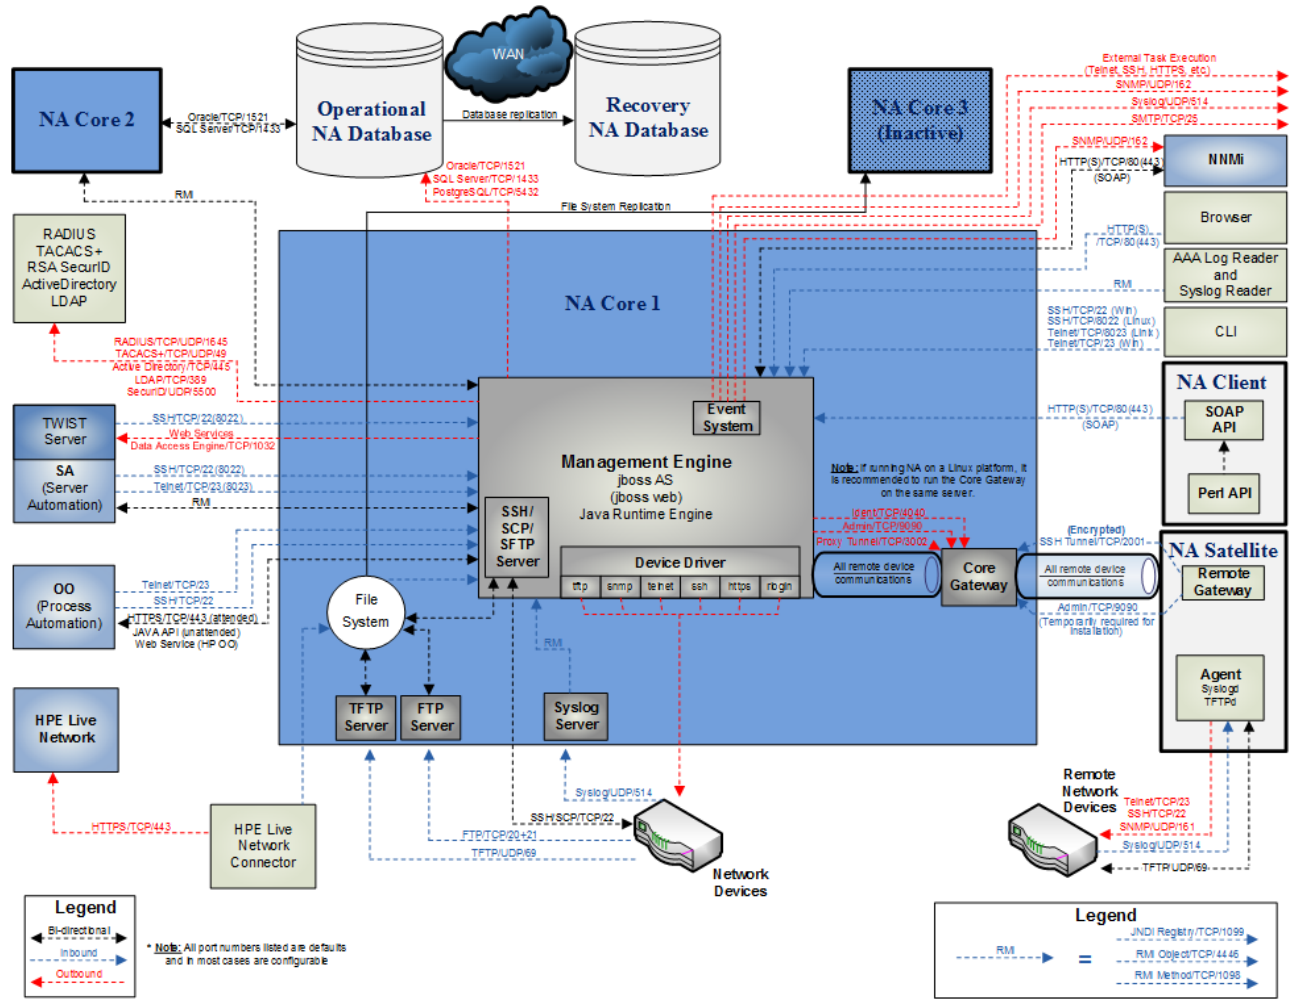 WAN
External Task Execution
(Telnet, SSH, HTTPS, etc)
SNMP/UDP/162
Syslog/UDP/514
SMTP/TCP/25
NA Core 2
Oracle/TCP/1521
SQL Server/TCP/1433
Operational
NA Database
Database replication
Recovery
NA Database
NA Core 3
(Inactive)
SNMP/UDP/162
HTTP(S)/TCP/80(443)
(SOAP)
NNMi
Oracle/TCP/1521
SQL Server/TCP/1433
PostgreSQL/TCP/5432
RMI
File System Replication
Browser
HTTP(S)
/TCP/80(443)
RADIUS
TACACS+
RSA SecurID
ActiveDirectory
LDAP
AAA Log Reader
and
Syslog Reader
RMI
NA Core 1
SSH/TCP/22 (Win)
SSH/TCP/8022 (Linux)
Telnet/TCP/8023 (Link)
Telnet/TCP/23 (Win)
CLI
RADIUS/TCP/UDP/1645
TACACS+/TCP/UDP/49
Active Directory/TCP/445
LDAP/TCP/389
SecurID/UDP/5500
NA Client
SOAP
API
Perl API
HTTP(S)/TCP/80(443)
(SOAP)
TWIST
Server
SSH/TCP/22(8022)
Web Services
Data Access Engine/TCP/1032
Event
System
SA
(Server
Automation)
SSH/TCP/22(8022)
Telnet/TCP/23(8023)
RMI
Management Engine
jboss AS
(jboss web)
Java Runtime Engine
Note: if running NA on a Linux platform, it
is recommended to run the Core Gateway
on the same server.
SSH/
SCP/
SFTP
Server
Ident/TCP/4040
Admin/TCP/9090
Proxy Tunnel/TCP/3002
(Encrypted)
SSH Tunnel/TCP/2001
NA Satellite
Device Driver
tftp
snmp
telnet
ssh
https
rlogin
All remote device
communications
Core
Gateway
All remote device
communications
Remote
Gateway
OO
(Process
Automation)
Telnet/TCP/23
SSH/TCP/22
HTTPS/TCP/443 (attended)
JAVA API (unattended)
Web Service (HP OO)
File
System
Admin/TCP/9090
(Temporarily required for
installation)
RMI
Agent
Syslogd
TFTPd
HPE Live
Network
TFTP
Server
FTP
Server
Syslog
Server
Remote
Network
Devices
Telnet/TCP/23
SSH/TCP/22
SNMP/UDP/161
Syslog/UDP/514
TFTP/UDP/69
HTTPS/TCP/443
HPE Live
Network
Connector
Syslog/UDP/514
SSH/SCP/TCP/22
FTP/TCP/20+21
TFTP/UDP/69
Network
Devices
Legend
Bi-directional
Inbound
Outbound
* Note: All port numbers listed are defaults
and in most cases are configurable
Legend
RMI
=
JNDI Registry/TCP/1099
RMI Object/TCP/4446
RMI Method/TCP/1098